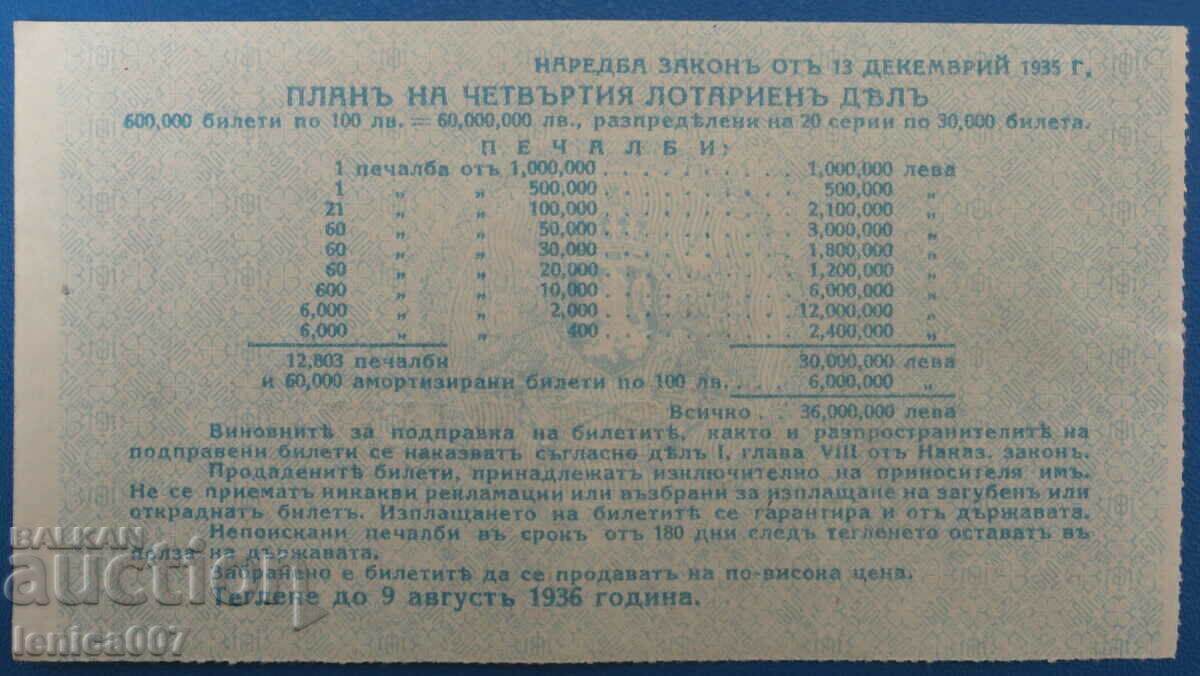 НАРЕДБА ЗАКОНЪ ОТЪ 13 ДЕКЕМВРИЙ 1935 Г.
ПЛАНЪ НА ЧЕТВЪРТИЯ ЛОТАРИЕНЪ ДѢЛЪ
600,000 билети по 100 лв. = 60,000,000 лв., разпредѣлени на 20 серии по 30,000 билета.
ПЕЧАЛБИ:
1 печалба отъ 1,000,000 . . . . . . . . . . 1,000,000 лева
1 „ „ 500,000 . . . . . . . . . . 500,000 „
21 „ „ 100,000 . . . . . . . . . . 2,100,000 „
60 „ „ 50,000 . . . . . . . . . . 3,000,000 „
60 „ „ 30,000 . . . . . . . . . . 1,800,000 „
60 „ „ 20,000 . . . . . . . . . . 1,200,000 „
600 „ „ 10,000 . . . . . . . . . . 6,000,000 „
6,000 „ „ 2,000 . . . . . . . . . . 12,000,000 „
6,000 „ „ 400 . . . . . . . . . . 2,400,000 „
12,803 печалби 30,000,000 лева
и 60,000 амортизирани билети по 100 лв. . . 6,000,000 „
Всичко . . 36,000,000 лева
Виновнитѣ за подправка на билетитѣ, както и разпространителитѣ на
подправени билети се наказватъ съгласно дѣлъ I, глава VIII отъ Наказ. законъ.
Продаденитѣ билети, принадлежатъ изключително на приносителя имъ.
Не се приематъ никакви рекламации или възбрани за изплащане на загубенъ или
откраднатъ билетъ. Изплащането на билетитѣ се гарантира и отъ държавата.
Непоискани печалби въ срокъ отъ 180 дни следъ тегленето оставатъ въ
полза на държавата.
Забранено е билетитѣ да се продаватъ на по-висока цена.
Теглене до 9 августъ 1936 година.
BALKAN
auction
lenica007